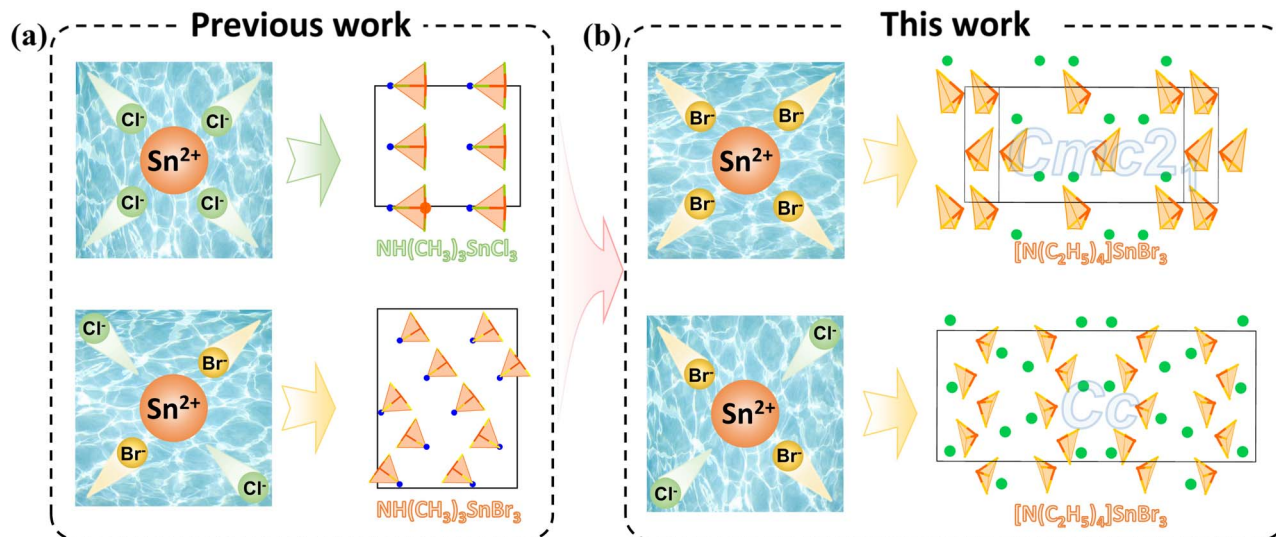 (a)
Previous work
Cl⁻
Cl⁻
Sn²⁺
Cl⁻
Cl⁻
NH(CH₃)₃SnCl₃
Cl⁻
Br⁻
Sn²⁺
Br⁻
Cl⁻
NH(CH₃)₃SnBr₃
(b)
This work
Br⁻
Br⁻
Sn²⁺
Br⁻
Br⁻
Cmc2₁
[N(C₂H₅)₄]SnBr₃
Cl⁻
Br⁻
Sn²⁺
Br⁻
Cl⁻
Cc
[N(C₂H₅)₄]SnBr₃